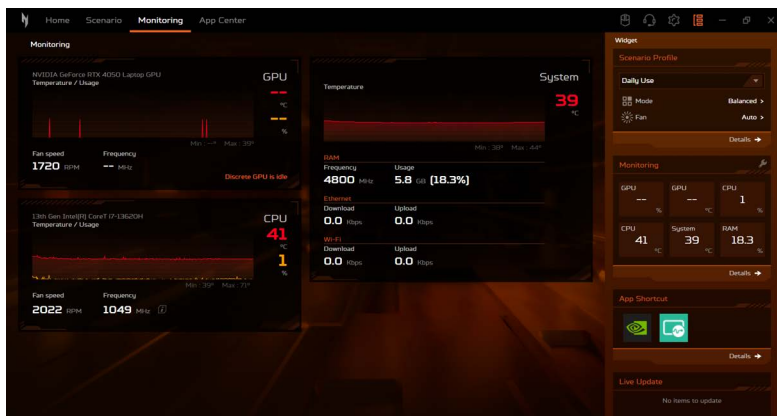 Home Scenario Monitoring App Center
Monitoring
NVIDIA GeForce RTX 4050 Laptop GPU
Temperature / Usage
GPU
--
°C
--
%
Min : --° Max : 39°
Fan speed Frequency
1720 RPM -- MHz
Discrete GPU is idle
13th Gen Intel(R) CoreT i7-13620H
Temperature / Usage
CPU
41
°C
1
%
Min : 39° Max : 71°
Fan speed Frequency
2022 RPM 1049 MHz i
System
Temperature
39
°C
Min : 38° Max : 44°
RAM
Frequency Usage
4800 MHz 5.8 GB (18.3%)
Ethernet
Download Upload
0.0 Kbps 0.0 Kbps
Wi-Fi
Download Upload
0.0 Kbps 0.0 Kbps
Widget
Scenario Profile
Daily Use
Mode Balanced >
Fan Auto >
Details
Monitoring
GPU GPU CPU
-- -- 1
% °C %
CPU System RAM
41 39 18.3
°C °C %
Details
App Shortcut
Details
Live Update
No items to update